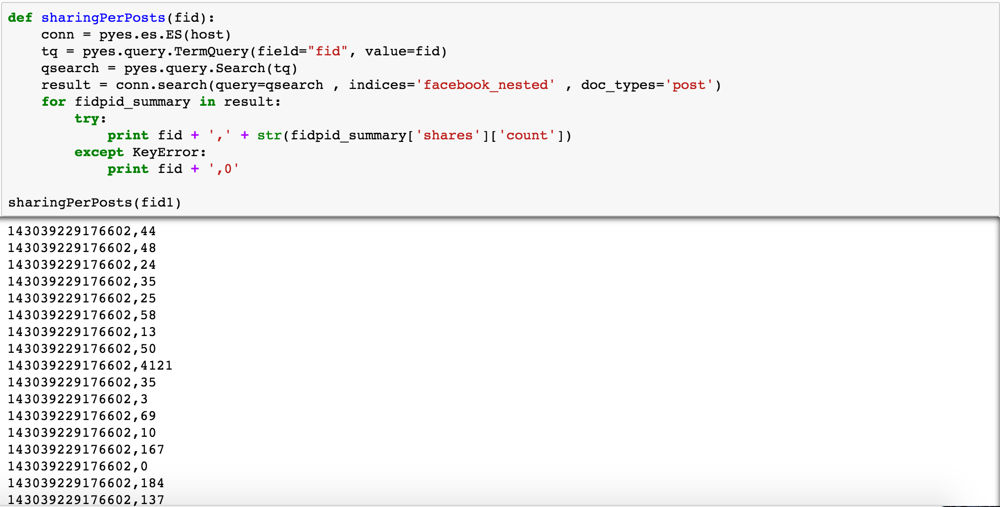 def sharingPerPosts(fid):
    conn = pyes.es.ES(host)
    tq = pyes.query.TermQuery(field="fid", value=fid)
    qsearch = pyes.query.Search(tq)
    result = conn.search(query=qsearch , indices='facebook_nested' , doc_types='post')
    for fidpid_summary in result:
        try:
            print fid + ',' + str(fidpid_summary['shares']['count'])
        except KeyError:
            print fid + ',0'

sharingPerPosts(fid1)
143039229176602,44
143039229176602,48
143039229176602,24
143039229176602,35
143039229176602,25
143039229176602,58
143039229176602,13
143039229176602,50
143039229176602,4121
143039229176602,35
143039229176602,3
143039229176602,69
143039229176602,10
143039229176602,167
143039229176602,0
143039229176602,184
143039229176602,137